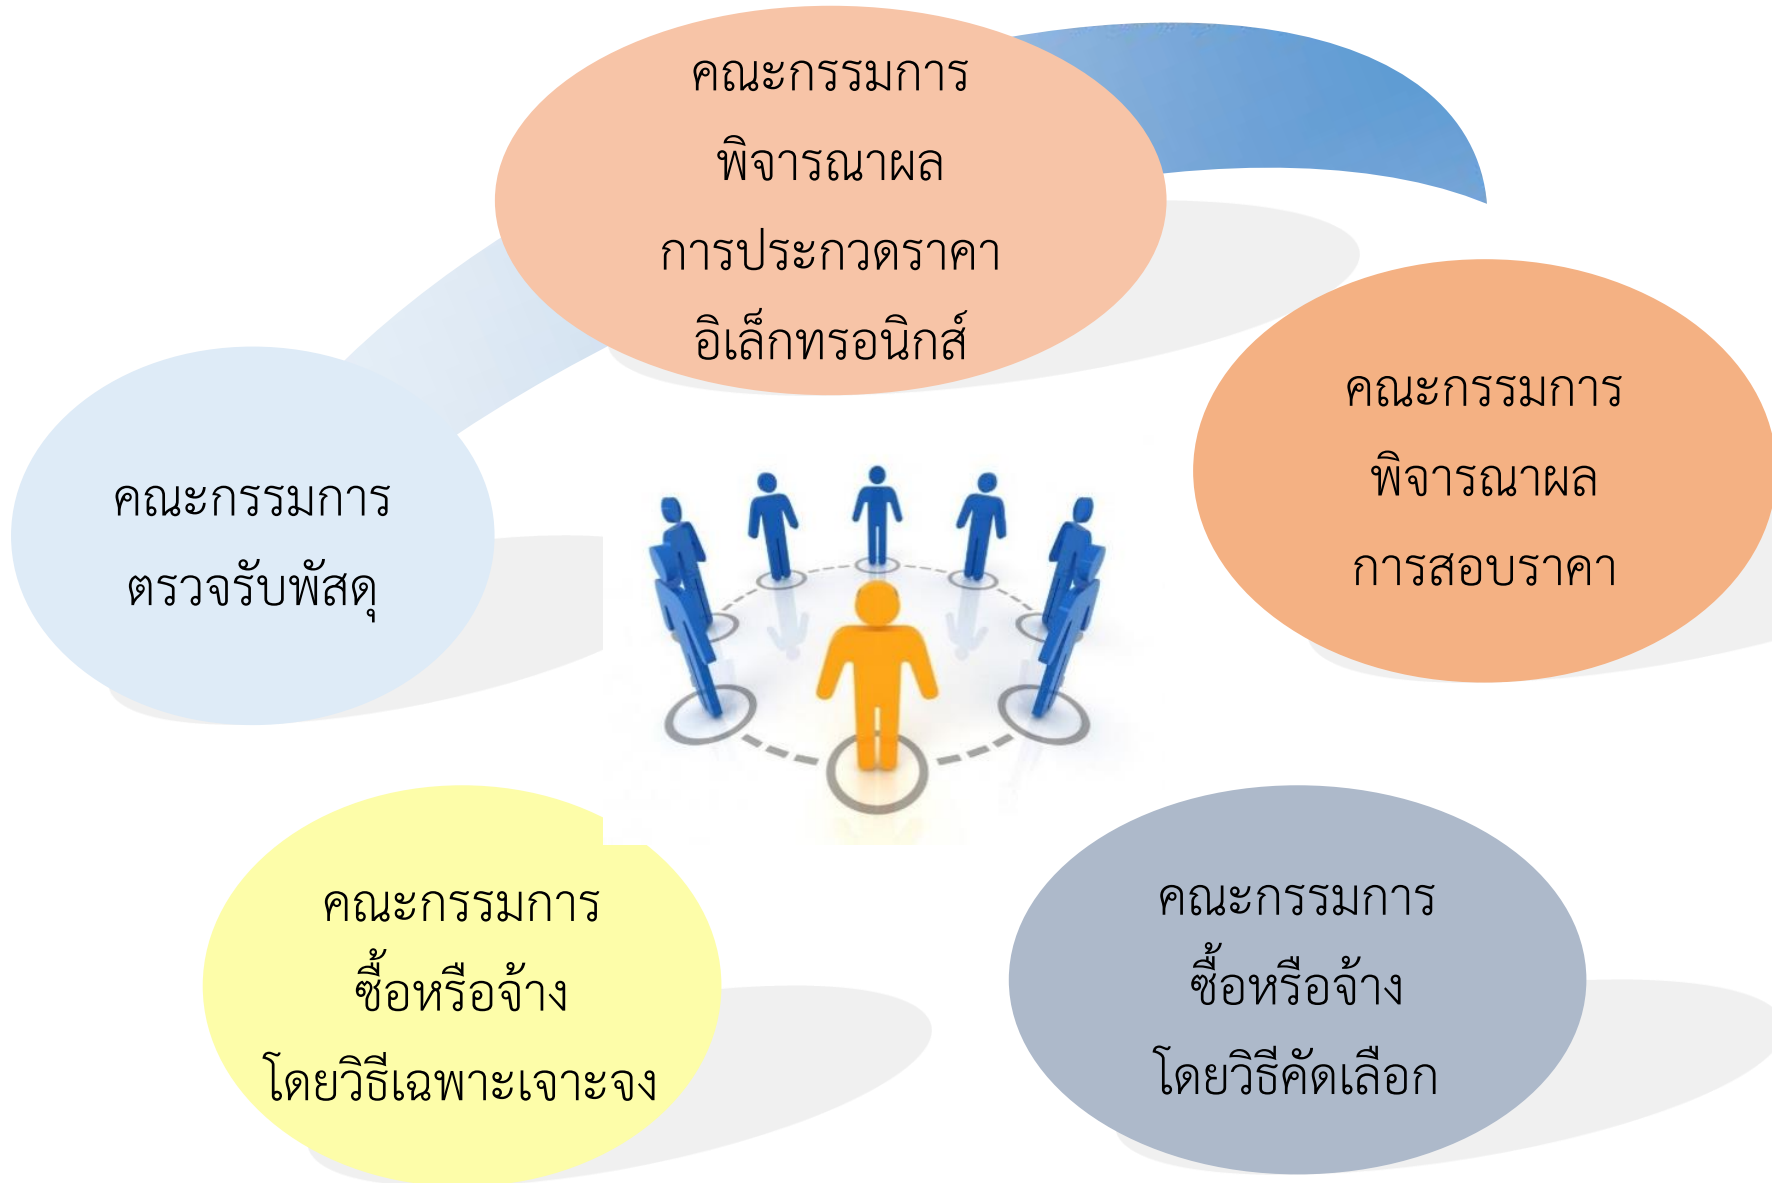 คณะกรรมการ
พิจารณาผล
การประกวดราคา
อิเล็กทรอนิกส์
คณะกรรมการ
พิจารณาผล
การสอบราคา
คณะกรรมการ
ตรวจรับพัสดุ
คณะกรรมการ
ซื้อหรือจ้าง
โดยวิธีเฉพาะเจาะจง
คณะกรรมการ
ซื้อหรือจ้าง
โดยวิธีคัดเลือก